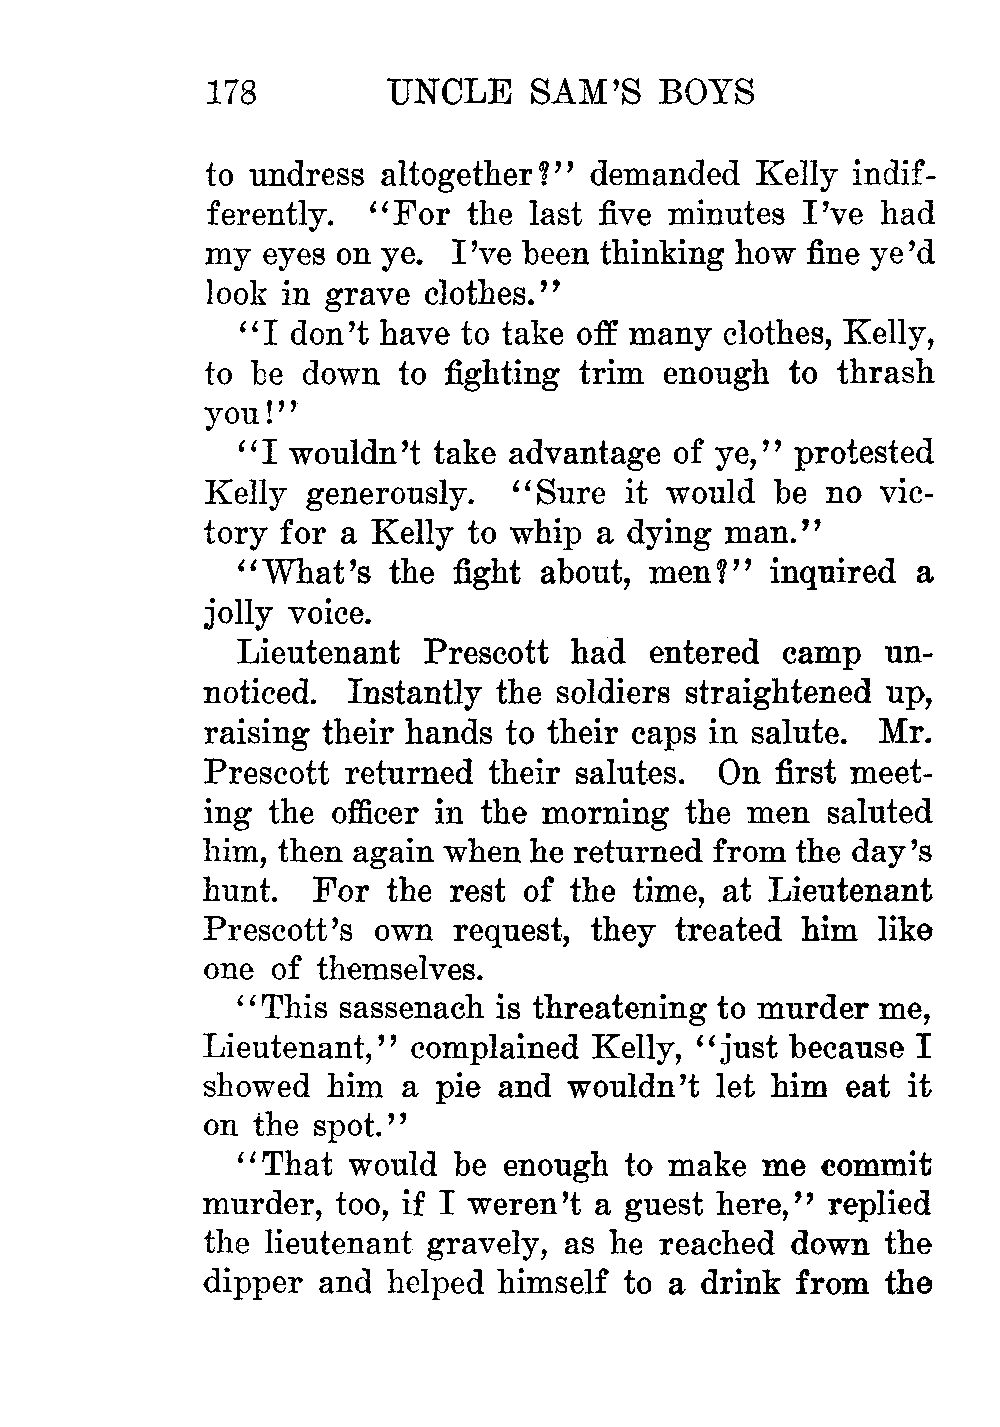 178 UNCLE SAM'S BOYS
to undress altogether?" demanded Kelly indif-
ferently. "For the last five minutes I've had
my eyes on ye. I've been thinking how fine ye'd
look in grave clothes."
"I don't have to take off many clothes, Kelly,
to be down to fighting trim enough to thrash
you!"
"I wouldn't take advantage of ye," protested
Kelly generously. "Sure it would be no vic-
tory for a Kelly to whip a dying man."
"What's the fight about, men?" inquired a
jolly voice.
Lieutenant Prescott had entered camp un-
noticed. Instantly the soldiers straightened up,
raising their hands to their caps in salute. Mr.
Prescott returned their salutes. On first meet-
ing the officer in the morning the men saluted
him, then again when he returned from the day's
hunt. For the rest of the time, at Lieutenant
Prescott's own request, they treated him like
one of themselves.
"This sassenach is threatening to murder me,
Lieutenant," complained Kelly, "just because I
showed him a pie and wouldn't let him eat it
on the spot."
"That would be enough to make me commit
murder, too, if I weren't a guest here," replied
the lieutenant gravely, as he reached down the
dipper and helped himself to a drink from the